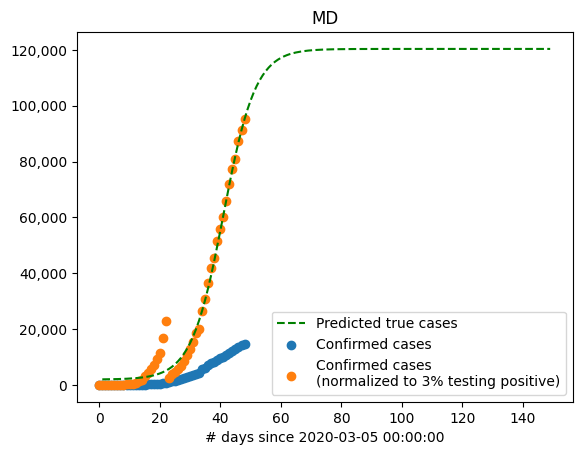 MD
120,000
100,000
80,000
60,000
40,000
20,000
0
0 20 40 60 80 100 120 140
# days since 2020-03-05 00:00:00
Predicted true cases
Confirmed cases
Confirmed cases
(normalized to 3% testing positive)